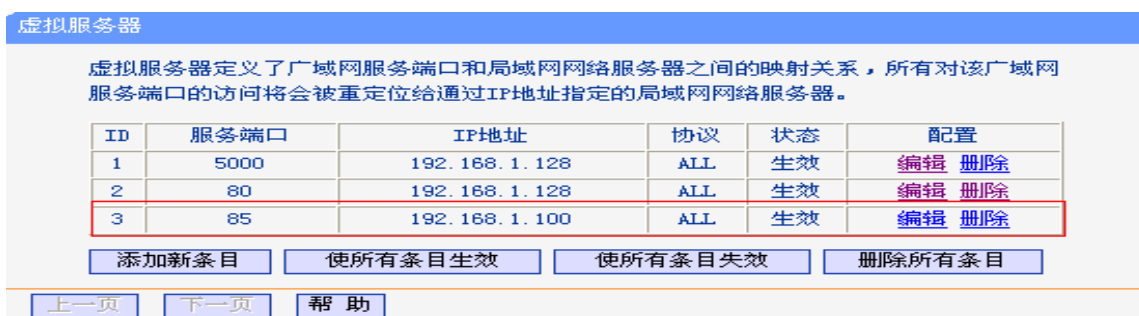 虚拟服务器
虚拟服务器定义了广域网服务端口和局域网网络服务器之间的映射关系，所有对该广域网
服务端口的访问将会被重定位给通过IP地址指定的局域网网络服务器。
ID 服务端口 IP地址 协议 状态 配置
1 5000 192.168.1.128 ALL 生效 编辑 删除
2 80 192.168.1.128 ALL 生效 编辑 删除
3 85 192.168.1.100 ALL 生效 编辑 删除
添加新条目 使所有条目生效 使所有条目失效 删除所有条目
上一页 下一页 帮 助